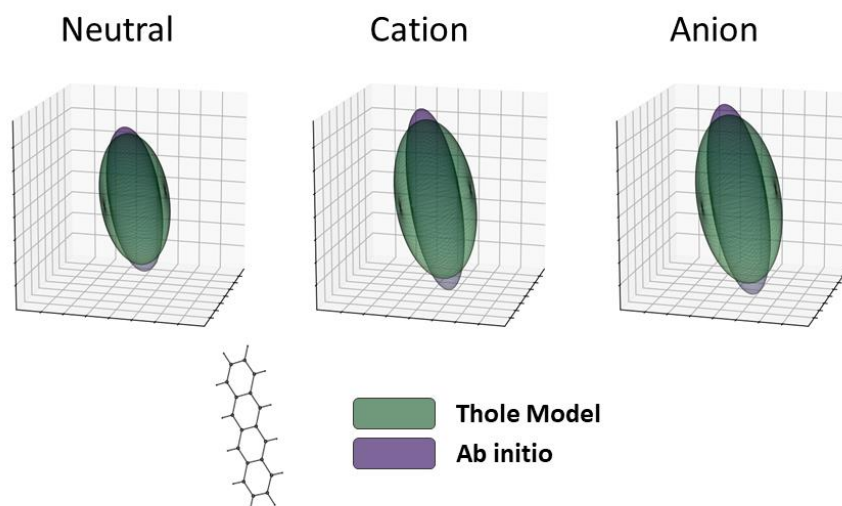 Neutral
Cation
Anion
Thole Model
Ab initio